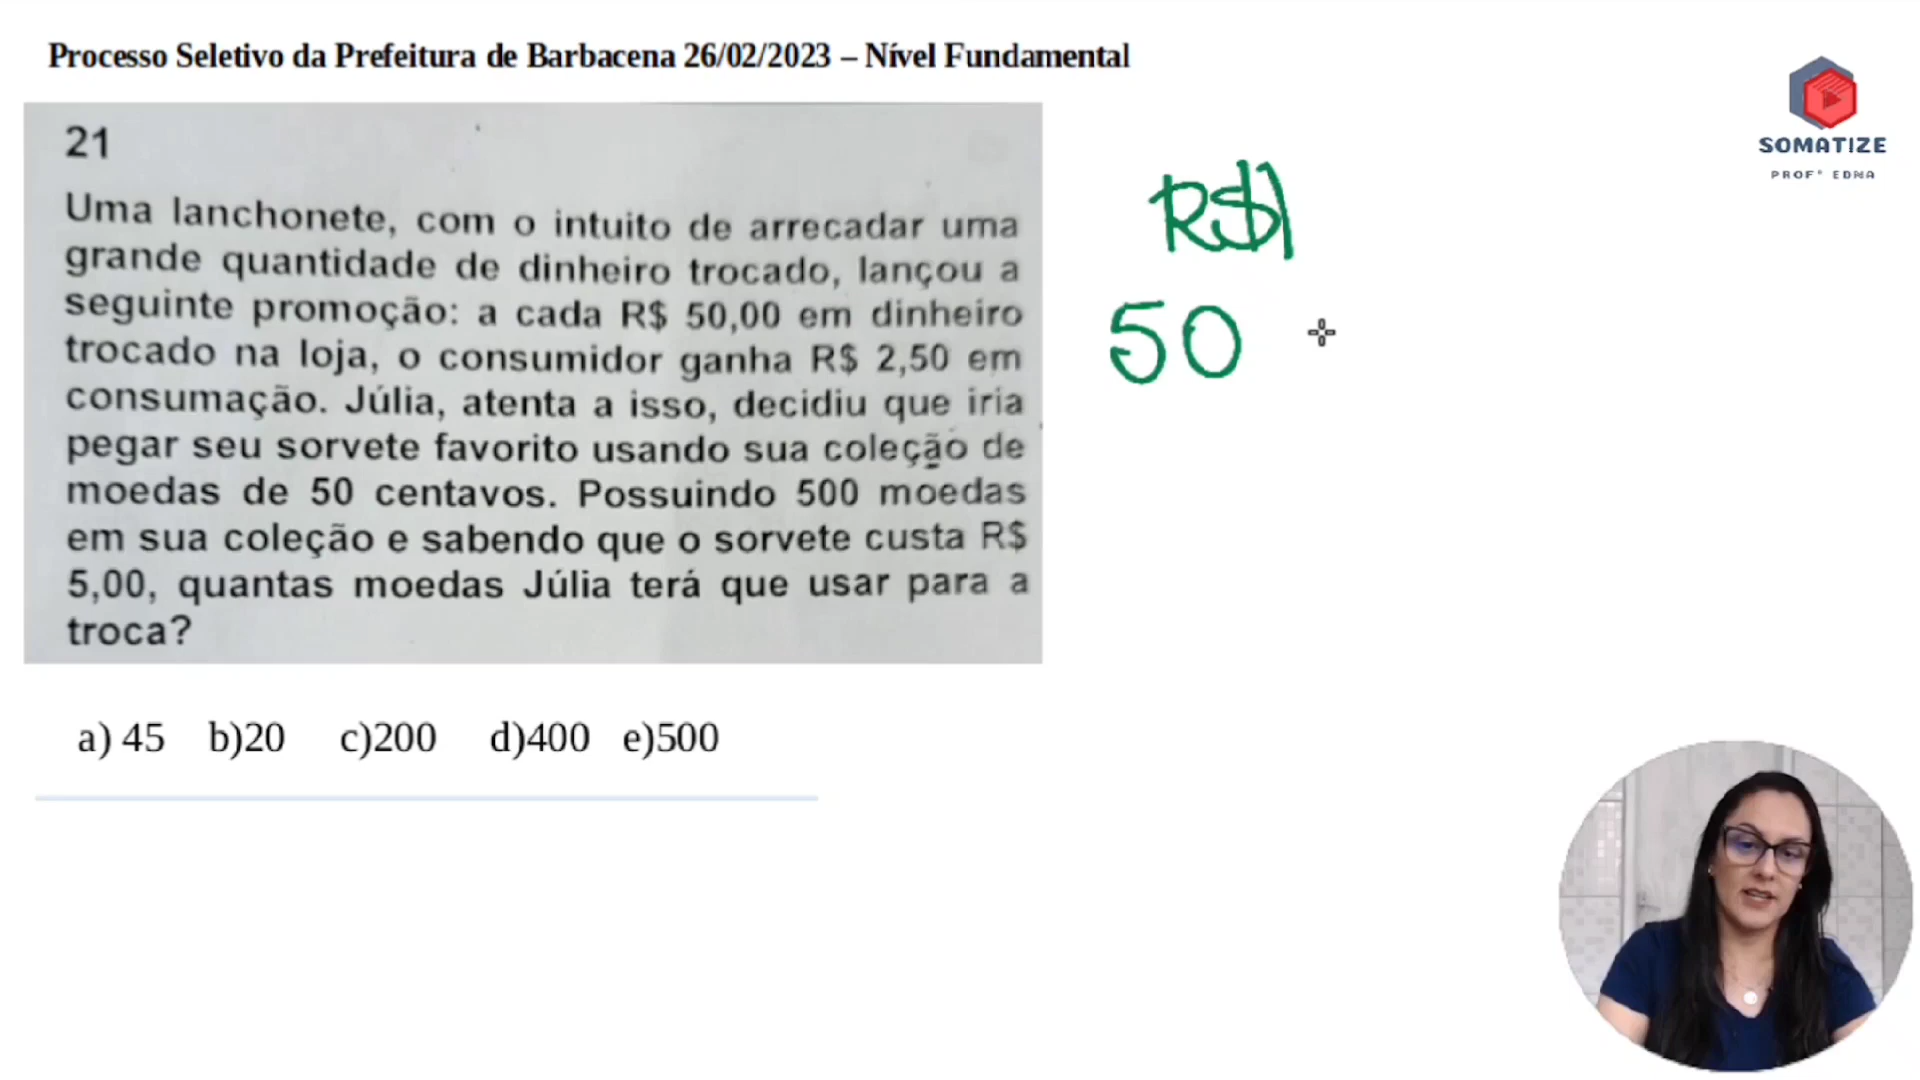 Processo Seletivo da Prefeitura de Barbacena 26/02/2023 – Nível Fundamental
SOMATIZE
PROFª EDNA
21
Uma lanchonete, com o intuito de arrecadar uma
grande quantidade de dinheiro trocado, lançou a
seguinte promoção: a cada R$ 50,00 em dinheiro
trocado na loja, o consumidor ganha R$ 2,50 em
consumação. Júlia, atenta a isso, decidiu que iria
pegar seu sorvete favorito usando sua coleção de
moedas de 50 centavos. Possuindo 500 moedas
em sua coleção e sabendo que o sorvete custa R$
5,00, quantas moedas Júlia terá que usar para a
troca?
R$1
50
a) 45 b)20 c)200 d)400 e)500